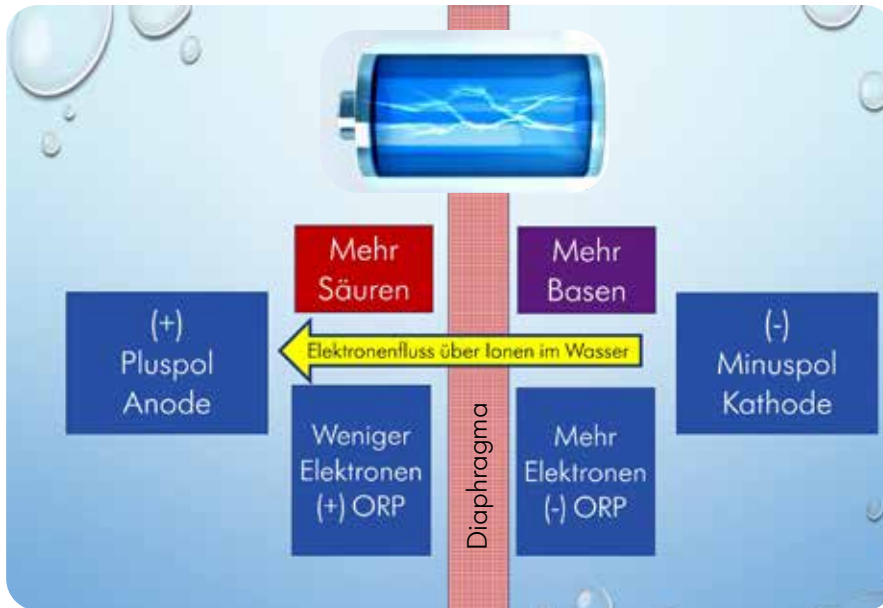 Mehr
Säuren
Mehr
Basen
(+)
Pluspol
Anode
Elektronenfluss über Ionen im Wasser
(-)
Minuspol
Kathode
Weniger
Elektronen
(+) ORP
Diaphragma
Mehr
Elektronen
(-) ORP